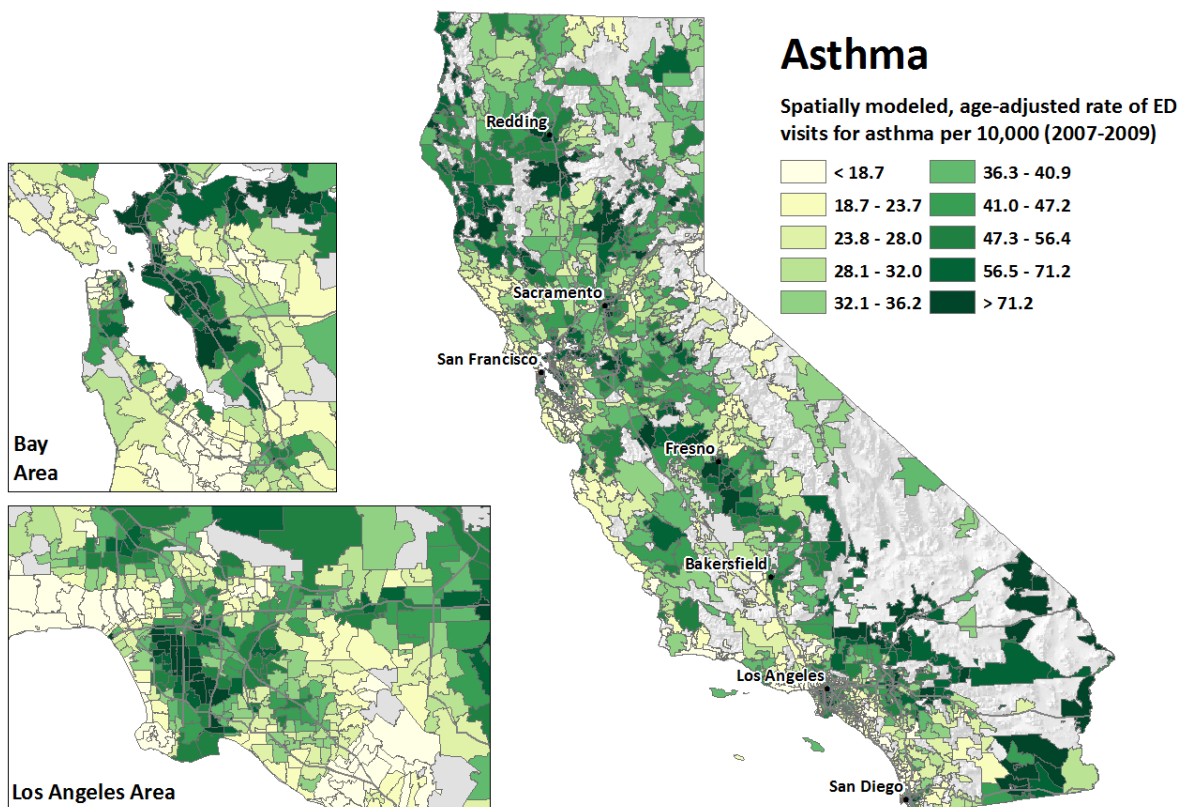 Asthma
Spatially modeled, age-adjusted rate of ED
visits for asthma per 10,000 (2007-2009)
< 18.7
18.7 - 23.7
23.8 - 28.0
28.1 - 32.0
32.1 - 36.2
36.3 - 40.9
41.0 - 47.2
47.3 - 56.4
56.5 - 71.2
> 71.2
Redding
Sacramento
San Francisco
Fresno
Bakersfield
Los Angeles
San Diego
Bay
Area
Los Angeles Area